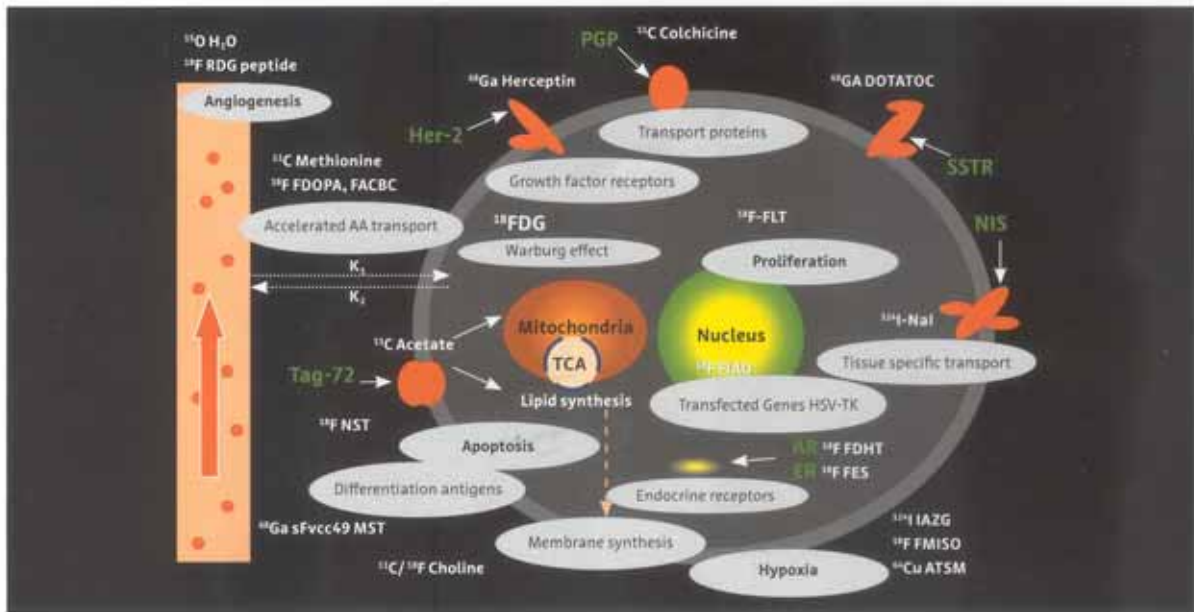 ¹⁵O H₂O
¹⁸F RDG peptide
Angiogenesis
PGP
¹¹C Colchicine
⁶⁸Ga Herceptin
⁶⁸GA DOTATOC
Her-2
Transport proteins
SSTR
Growth factor receptors
¹¹C Methionine
¹⁸F FDOPA, FACBC
Accelerated AA transport
¹⁸FDG
Warburg effect
¹⁸F-FLT
Proliferation
NIS
K₁
K₂
Mitochondria
TCA
Nucleus
¹²⁴I-NaI
Tissue specific transport
¹¹C Acetate
Tag-72
Lipid synthesis
¹⁸F FIAU
Transfected Genes HSV-TK
¹⁸F NST
Apoptosis
AR ¹⁸F FDHT
ER ¹⁸F FES
Differentiation antigens
Endocrine receptors
⁶⁸Ga sFvcc49 MST
Membrane synthesis
¹¹C/¹⁸F Choline
Hypoxia
¹²⁴I IAZG
¹⁸F FMISO
⁶⁴Cu ATSM